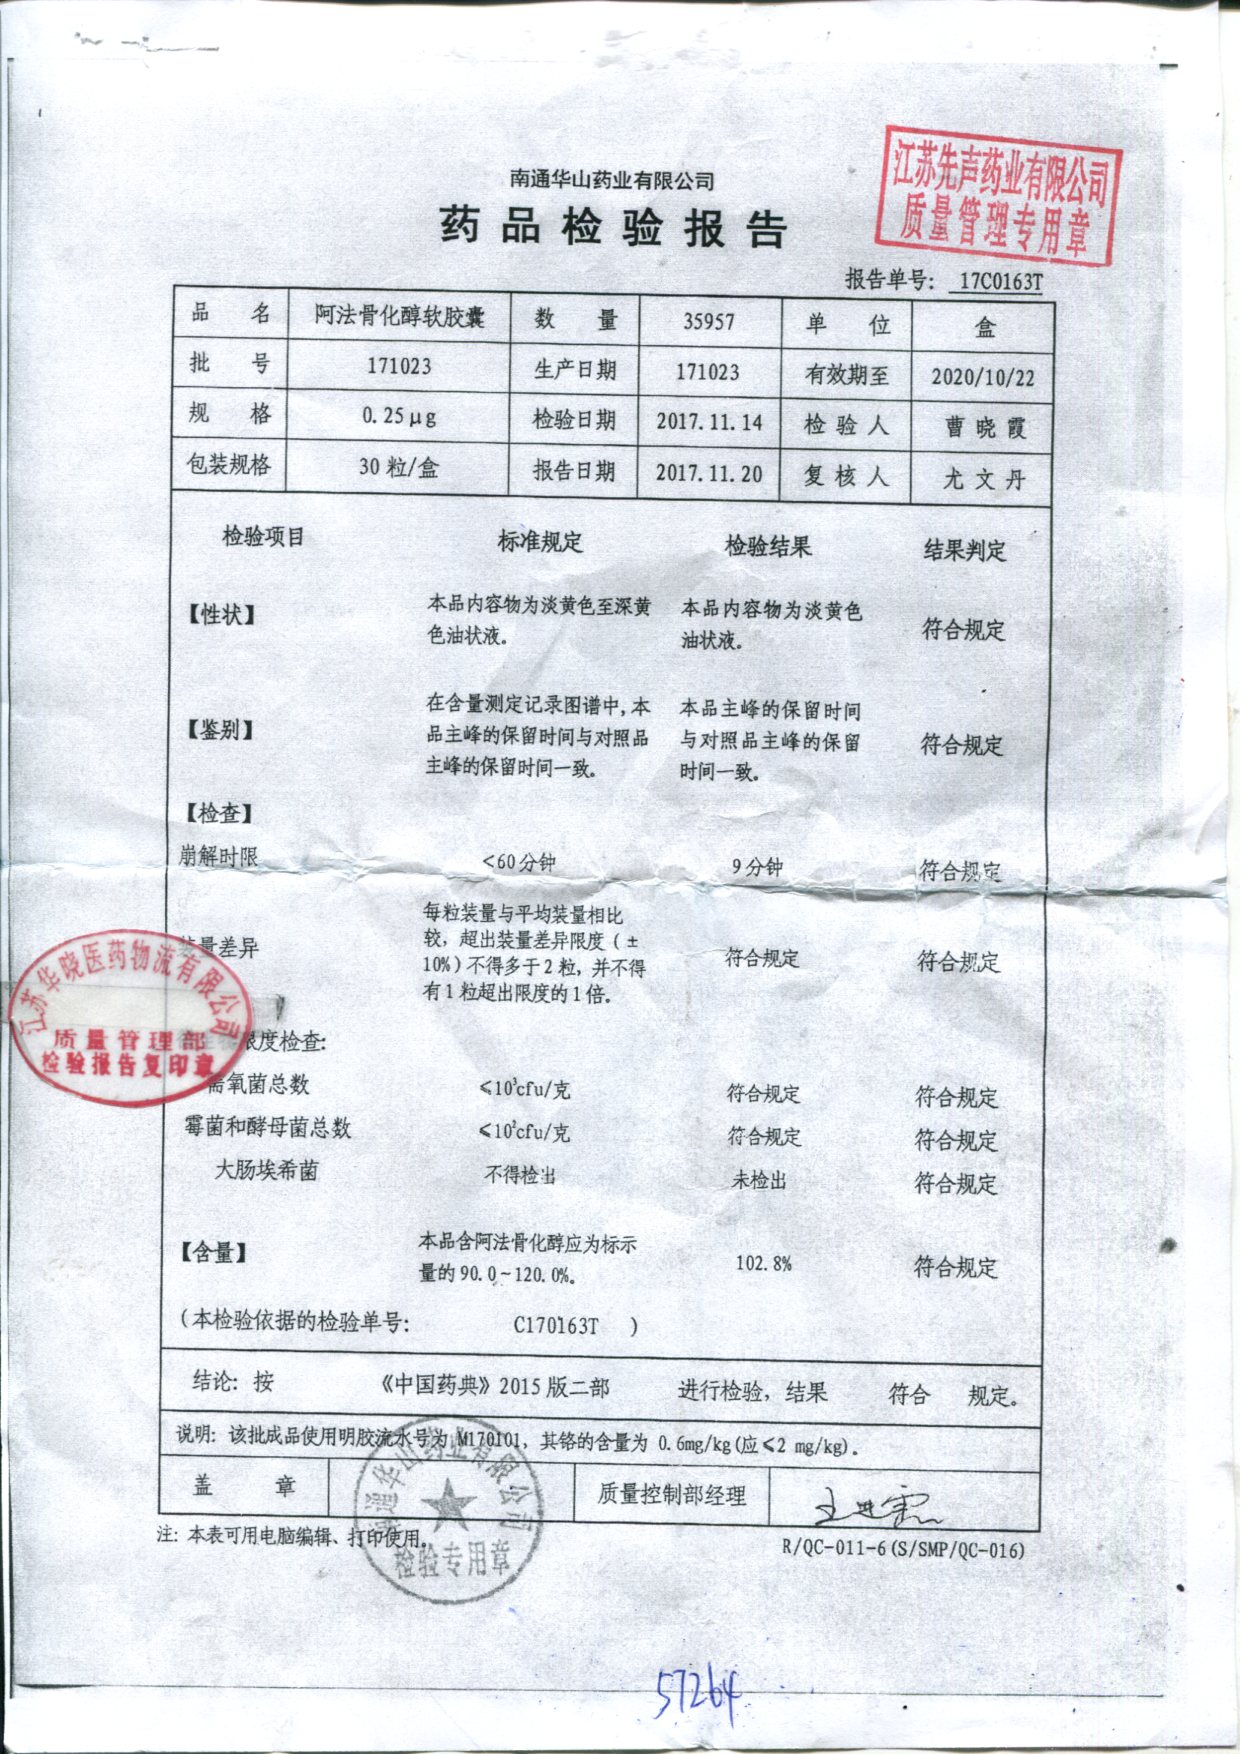 南通华山药业有限公司
药品检验报告
江苏先声药业有限公司
质量管理专用章
报告单号: 17C0163T
品 名 阿法骨化醇软胶囊 数 量 35957 单 位 盒
批 号 171023 生产日期 171023 有效期至 2020/10/22
规 格 0.25μg 检验日期 2017.11.14 检验人 曹晓霞
包装规格 30粒/盒 报告日期 2017.11.20 复核人 尤文丹
检验项目 标准规定 检验结果 结果判定
【性状】 本品内容物为淡黄色至深黄 本品内容物为淡黄色 符合规定
色油状液。 油状液。
在含量测定记录图谱中,本 本品主峰的保留时间
【鉴别】 品主峰的保留时间与对照品 与对照品主峰的保留 符合规定
主峰的保留时间一致。 时间一致。
【检查】
崩解时限 <60分钟 9分钟 符合规定
每粒装量与平均装量相比
装量差异 较，超出装量差异限度（± 符合规定 符合规定
10%）不得多于2粒，并不得
有1粒超出限度的1倍。
江苏华晓医药物流有限公司
质量管理部
检验报告复印章
限度检查:
需氧菌总数 ≤10³cfu/克 符合规定 符合规定
霉菌和酵母菌总数 ≤10²cfu/克 符合规定 符合规定
大肠埃希菌 不得检出 未检出 符合规定
【含量】 本品含阿法骨化醇应为标示 102.8% 符合规定
量的90.0~120.0%。
(本检验依据的检验单号: C170163T )
结论: 按 《中国药典》2015版二部 进行检验, 结果 符合 规定。
说明: 该批成品使用明胶流水号为 M170101, 其铬的含量为 0.6mg/kg(应≤2 mg/kg)。
盖 章 质量控制部经理
南通华山药业有限公司
检验专用章
注: 本表可用电脑编辑、打印使用。 R/QC-011-6(S/SMP/QC-016)
57264